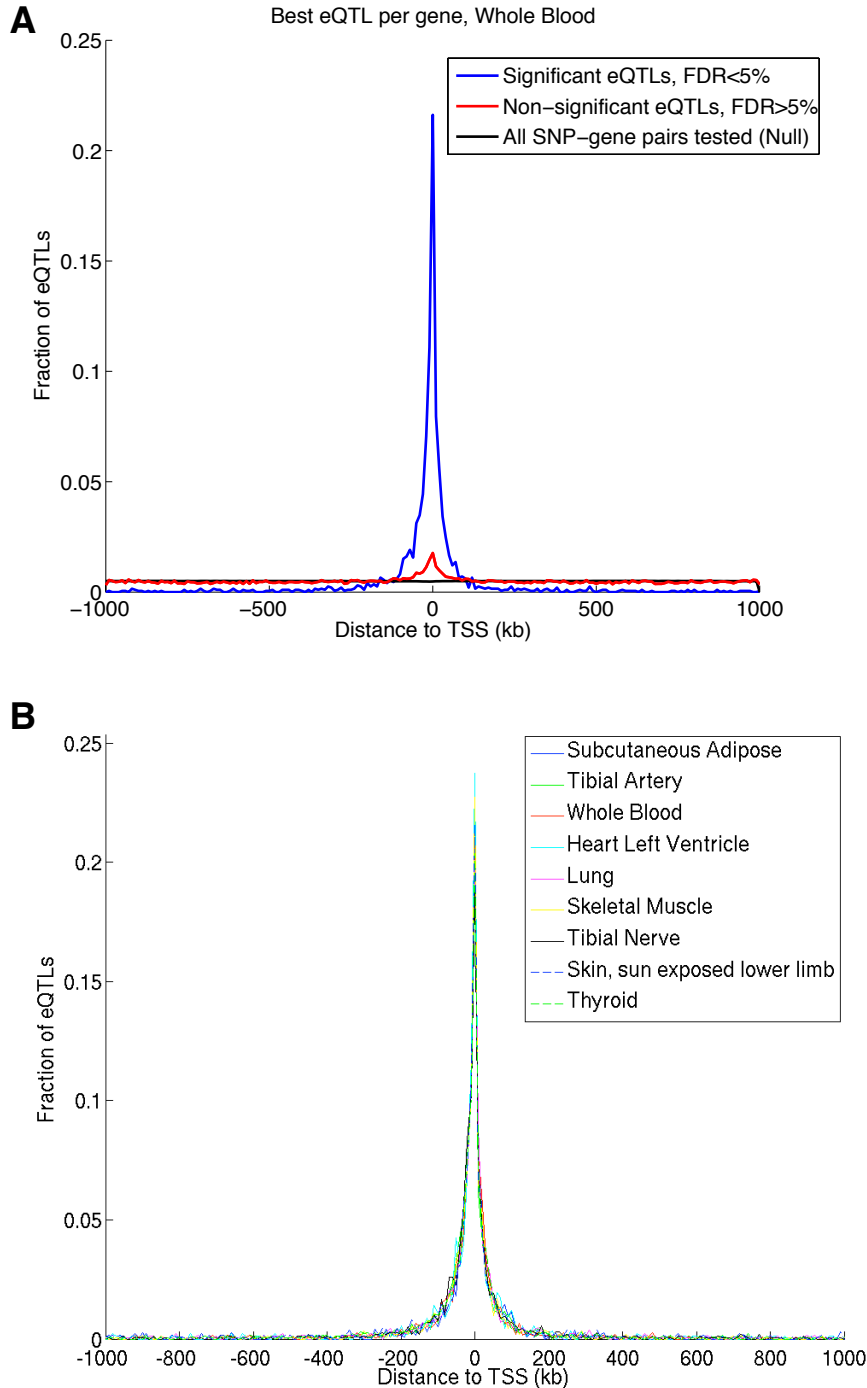 A
Best eQTL per gene, Whole Blood
0.25
0.2
0.15
0.1
0.05
0
Fraction of eQTLs
Significant eQTLs, FDR<5%
Non−significant eQTLs, FDR>5%
All SNP−gene pairs tested (Null)
−1000 −500 0 500 1000
Distance to TSS (kb)
B
0.25
0.2
0.15
0.1
0.05
0
Fraction of eQTLs
Subcutaneous Adipose
Tibial Artery
Whole Blood
Heart Left Ventricle
Lung
Skeletal Muscle
Tibial Nerve
Skin, sun exposed lower limb
Thyroid
-1000 -800 -600 -400 -200 0 200 400 600 800 1000
Distance to TSS (kb)